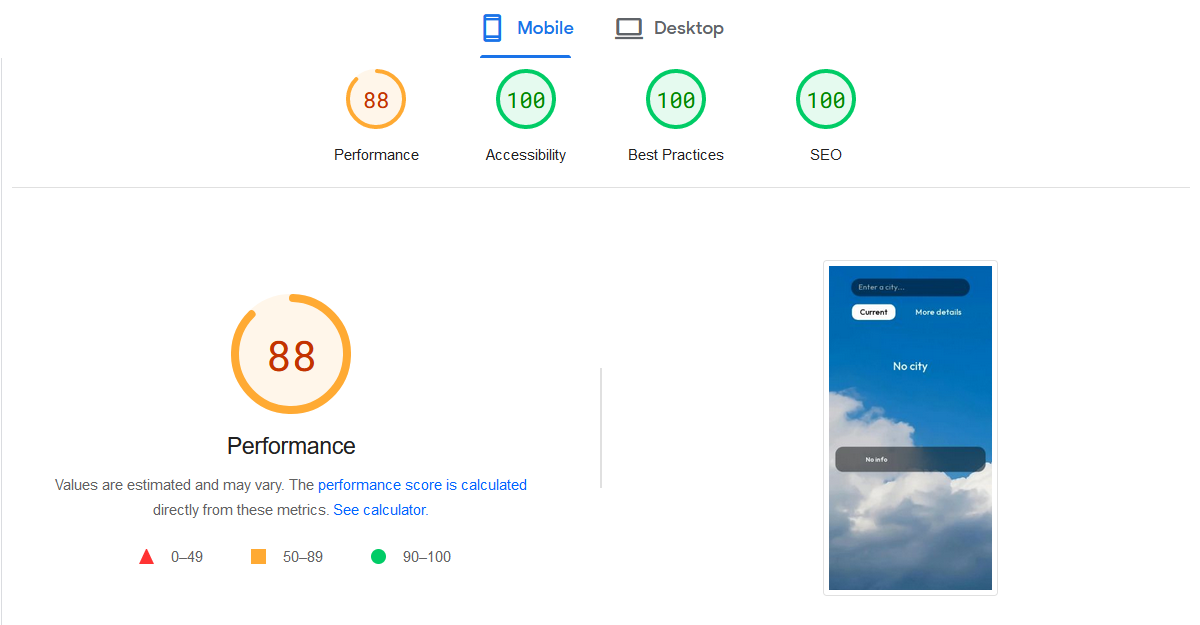 Mobile Desktop
88 100 100 100
Performance Accessibility Best Practices SEO
88
Performance
Values are estimated and may vary. The performance score is calculated
directly from these metrics. See calculator.
0–49 50–89 90–100
Enter a city...
Current More details
No city
No info